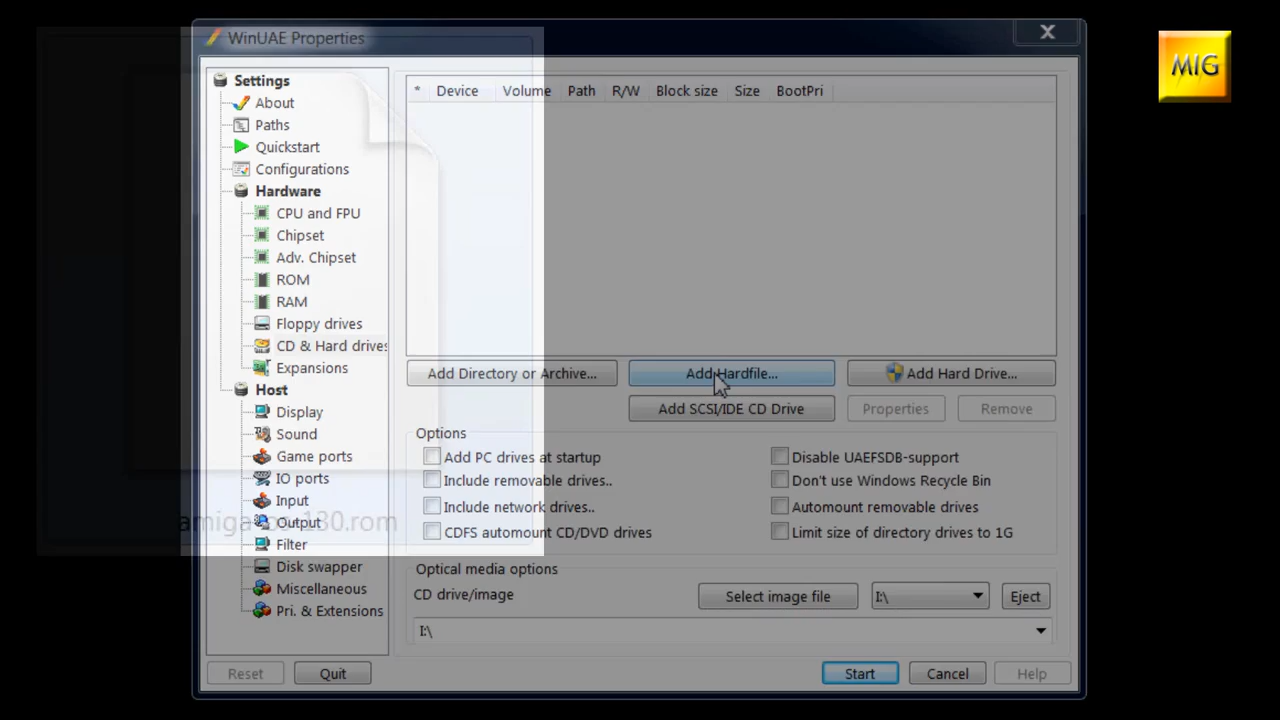 WinUAE Properties
X
MIG
Settings
About
Paths
Quickstart
Configurations
Hardware
CPU and FPU
Chipset
Adv. Chipset
ROM
RAM
Floppy drives
CD & Hard drives
Expansions
Host
Display
Sound
Game ports
IO ports
Input
Output
Filter
Disk swapper
Miscellaneous
Pri. & Extensions
Reset
Quit
* Device Volume Path R/W Block size Size BootPri
Add Directory or Archive... Add Hardfile... Add Hard Drive...
Add SCSI/IDE CD Drive Properties Remove
Options
Add PC drives at startup Disable UAEFSDB-support
Include removable drives.. Don't use Windows Recycle Bin
Include network drives.. Automount removable drives
CDFS automount CD/DVD drives Limit size of directory drives to 1G
Optical media options
CD drive/image Select image file I:\ Eject
I:\
Start Cancel Help
130.rom